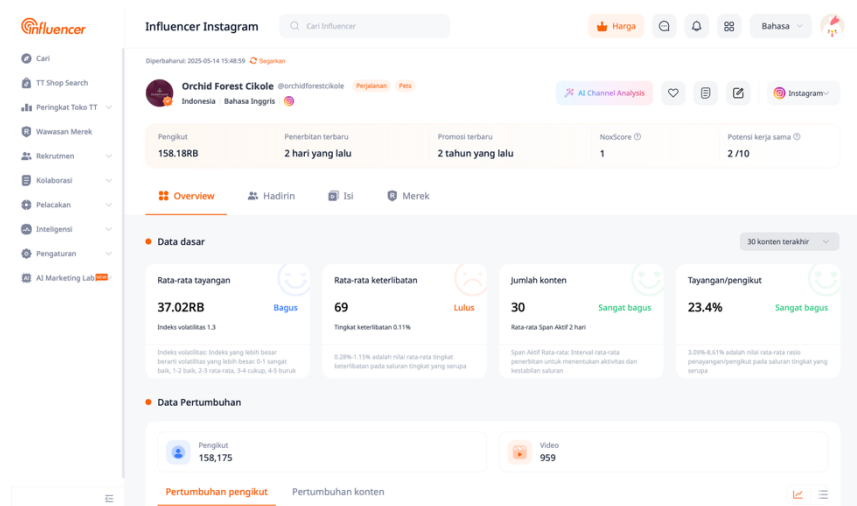 influencer
Influencer Instagram
Cari Influencer
Harga
Bahasa
Cari
TT Shop Search
Peringkat Toko TT
Wawasan Merek
Rekrutmen
Kolaborasi
Pelacakan
Inteligensi
Pengaturan
AI Marketing Lab
Diperbaharui: 2025-05-14 15:48:59 Segarkan
Orchid Forest Cikole @orchidforestcikole Perjalanan Pets
Indonesia Bahasa Inggris
AI Channel Analysis
Instagram
Pengikut Penerbitan terbaru Promosi terbaru NoxScore Potensi kerja sama
158.18RB 2 hari yang lalu 2 tahun yang lalu 1 2 /10
Overview Hadirin Isi Merek
Data dasar
30 konten terakhir
Rata-rata tayangan
37.02RB Bagus
Indeks volatilitas 1.3
Indeks volatilitas: Indeks yang lebih besar
berarti volatilitas yang lebih besar. 0-1 sangat
baik, 1-2 baik, 2-3 rata-rata, 3-4 cukup, 4-5 buruk
Rata-rata keterlibatan
69 Lulus
Tingkat keterlibatan 0.11%
0.28%-1.15% adalah nilai rata-rata tingkat
keterlibatan pada saluran tingkat yang serupa
Jumlah konten
30 Sangat bagus
Rata-rata Span Aktif 2 hari
Span Aktif Rata-rata: Interval rata-rata
penerbitan untuk menentukan aktivitas dan
kestabilan saluran
Tayangan/pengikut
23.4% Sangat bagus
3.09%-8.61% adalah nilai rata-rata rasio
penayangan/pengikut pada saluran tingkat yang
serupa
Data Pertumbuhan
Pengikut
158,175
Video
959
Pertumbuhan pengikut Pertumbuhan konten